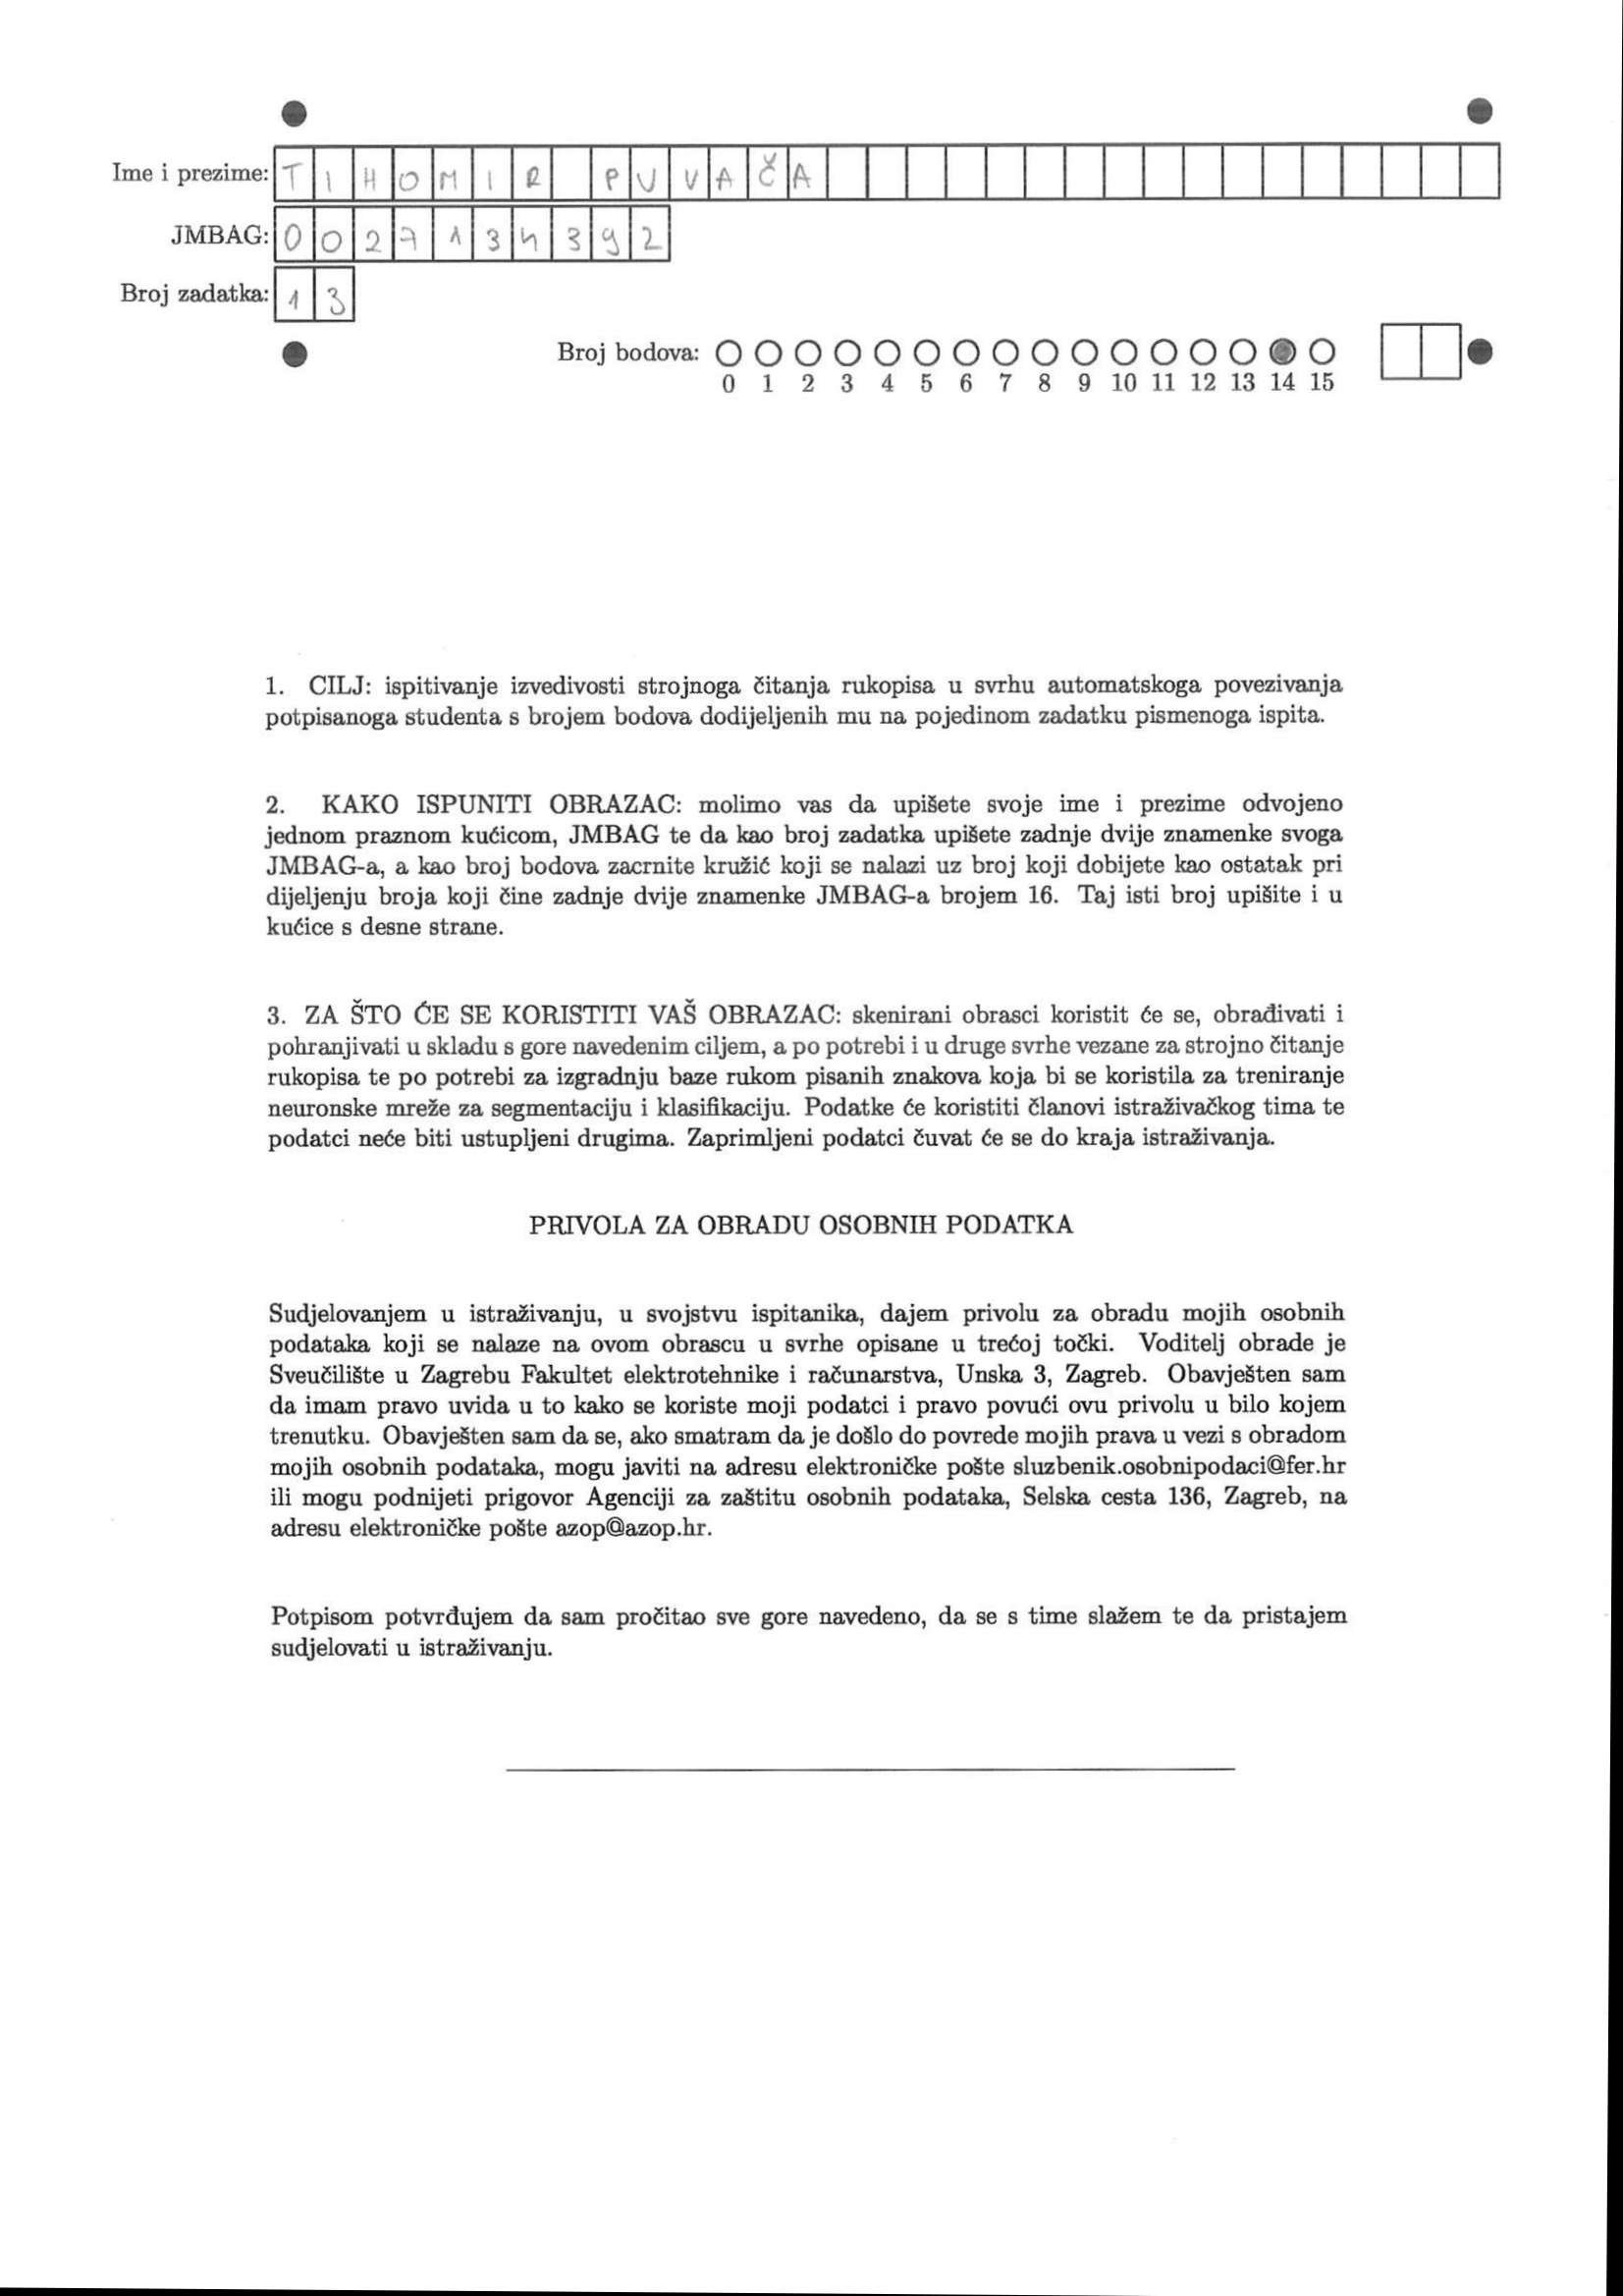 Ime i prezime: TIHOMIR PUVAČA
JMBAG: 0027134392
Broj zadatka: 13
Broj bodova:
0 1 2 3 4 5 6 7 8 9 10 11 12 13 14 15
1. CILJ: ispitivanje izvedivosti strojnoga čitanja rukopisa u svrhu automatskoga povezivanja
potpisanoga studenta s brojem bodova dodijeljenih mu na pojedinom zadatku pismenoga ispita.
2. KAKO ISPUNITI OBRAZAC: molimo vas da upišete svoje ime i prezime odvojeno
jednom praznom kućicom, JMBAG te da kao broj zadatka upišete zadnje dvije znamenke svoga
JMBAG-a, a kao broj bodova zacrnite kružić koji se nalazi uz broj koji dobijete kao ostatak pri
dijeljenju broja koji čine zadnje dvije znamenke JMBAG-a brojem 16. Taj isti broj upišite i u
kućice s desne strane.
3. ZA ŠTO ĆE SE KORISTITI VAŠ OBRAZAC: skenirani obrasci koristit će se, obrađivati i
pohranjivati u skladu s gore navedenim ciljem, a po potrebi i u druge svrhe vezane za strojno čitanje
rukopisa te po potrebi za izgradnju baze rukom pisanih znakova koja bi se koristila za treniranje
neuronske mreže za segmentaciju i klasifikaciju. Podatke će koristiti članovi istraživačkog tima te
podatci neće biti ustupljeni drugima. Zaprimljeni podatci čuvat će se do kraja istraživanja.
PRIVOLA ZA OBRADU OSOBNIH PODATKA
Sudjelovanjem u istraživanju, u svojstvu ispitanika, dajem privolu za obradu mojih osobnih
podataka koji se nalaze na ovom obrascu u svrhe opisane u trećoj točki. Voditelj obrade je
Sveučilište u Zagrebu Fakultet elektrotehnike i računarstva, Unska 3, Zagreb. Obavješten sam
da imam pravo uvida u to kako se koriste moji podatci i pravo povući ovu privolu u bilo kojem
trenutku. Obavješten sam da se, ako smatram da je došlo do povrede mojih prava u vezi s obradom
mojih osobnih podataka, mogu javiti na adresu elektroničke pošte sluzbenik.osobnipodaci@fer.hr
ili mogu podnijeti prigovor Agenciji za zaštitu osobnih podataka, Selska cesta 136, Zagreb, na
adresu elektroničke pošte azop@azop.hr.
Potpisom potvrđujem da sam pročitao sve gore navedeno, da se s time slažem te da pristajem
sudjelovati u istraživanju.